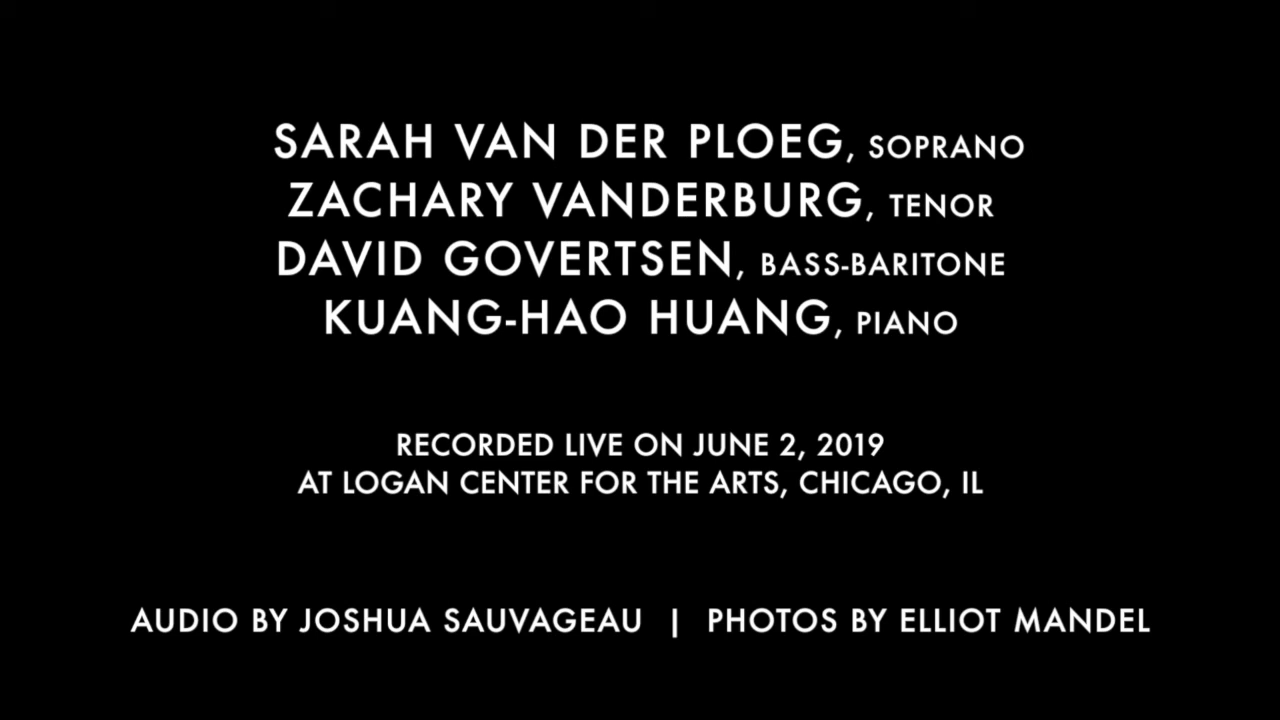 SARAH VAN DER PLOEG, SOPRANO
ZACHARY VANDERBURG, TENOR
DAVID GOVERTSEN, BASS-BARITONE
KUANG-HAO HUANG, PIANO
RECORDED LIVE ON JUNE 2, 2019
AT LOGAN CENTER FOR THE ARTS, CHICAGO, IL
AUDIO BY JOSHUA SAUVAGEAU | PHOTOS BY ELLIOT MANDEL